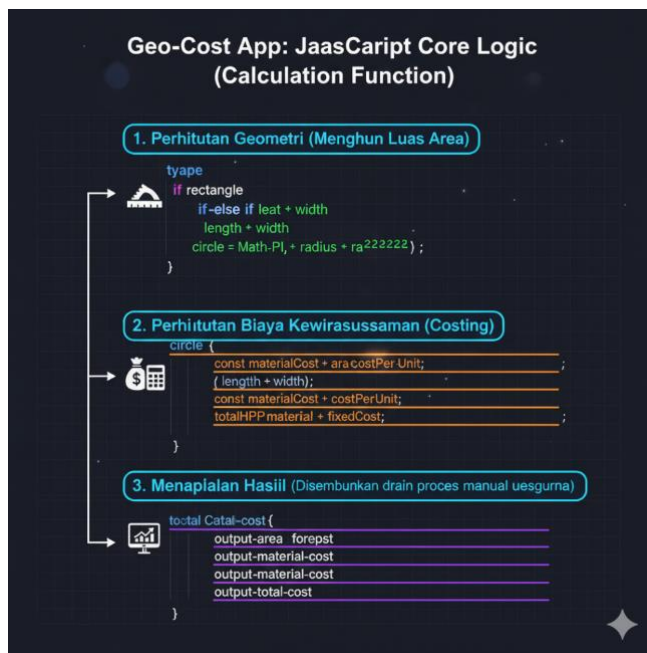 Geo-Cost App: JaasCaript Core Logic
(Calculation Function)
1. Perhitutan Geometri (Menghun Luas Area)
tyape
if rectangle
if-else if leat + width
length + width
circle = Math-PI, + radius + ra222222) ;
}
2. Perhitutan Biaya Kewirasussaman (Costing)
circle {
const materialCost + ara costPer Unit; ;
( lengtth + width);
const materialCost + costPerUnit;
totalHPP material + fixedCost; ;
}
3. Menapialan Hasiil (Disembunkan drain proces manual uesgurna)
toctal Catal-cost {
output-area forepst
output-material-cost
output-material-cost
output-total-cost
}